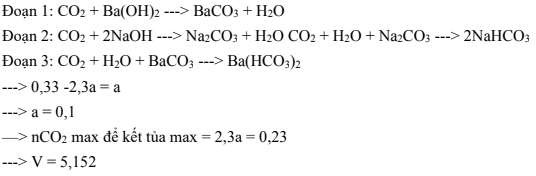 Đoạn 1: CO₂ + Ba(OH)₂ ---> BaCO₃ + H₂O
Đoạn 2: CO₂ + 2NaOH ---> Na₂CO₃ + H₂O CO₂ + H₂O + Na₂CO₃ ---> 2NaHCO₃
Đoạn 3: CO₂ + H₂O + BaCO₃ ---> Ba(HCO₃)₂
---> 0,33 -2,3a = a
---> a = 0,1
—> nCO₂ max để kết tủa max = 2,3a = 0,23
---> V = 5,152